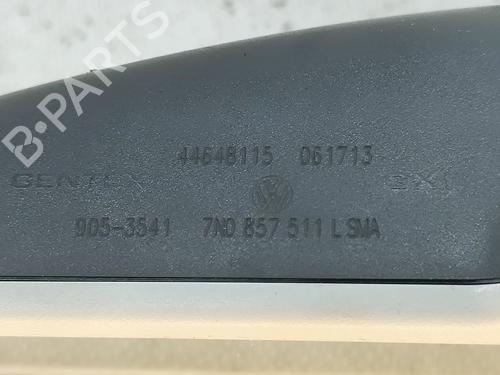 B-PARTS
44648115 061713
GENTEX
905-3541 7N0 857 511 L SMA